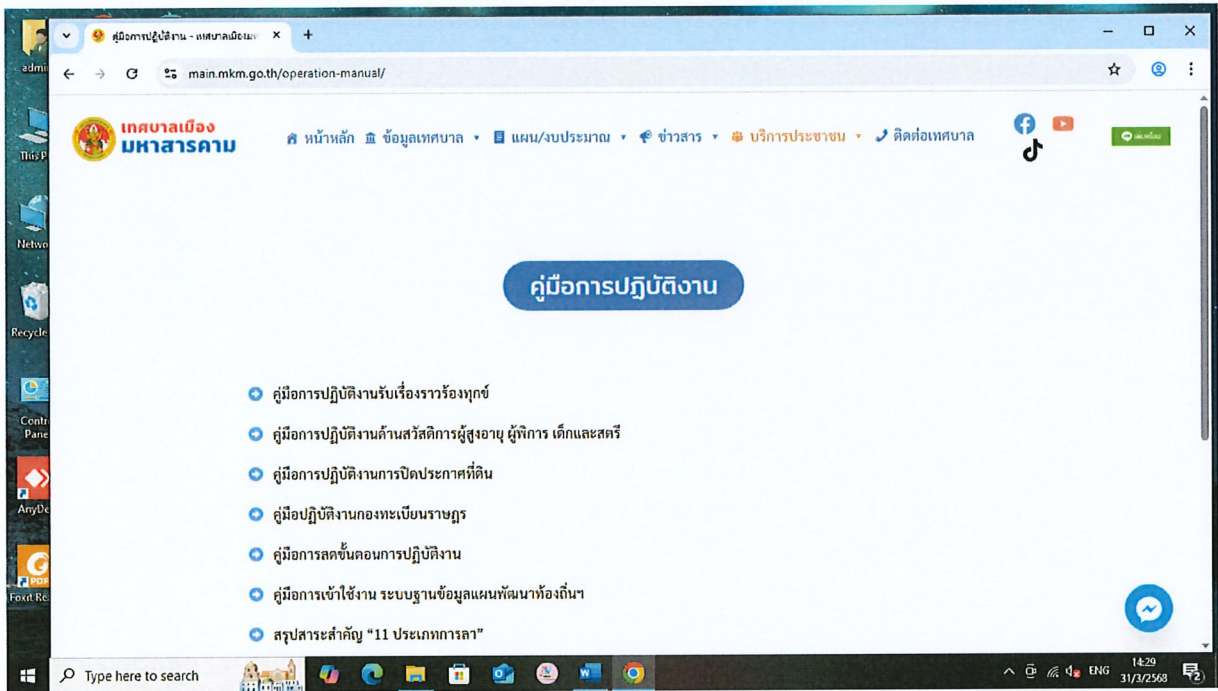 คู่มือการปฏิบัติงาน - เทศบาลเมืองมห
main.mkm.go.th/operation-manual/
เทศบาลเมือง
มหาสารคาม
หน้าหลัก ข้อมูลเทศบาล แผน/งบประมาณ ข่าวสาร บริการประชาชน ติดต่อเทศบาล
คู่มือการปฏิบัติงาน
คู่มือการปฏิบัติงานรับเรื่องราวร้องทุกข์
คู่มือการปฏิบัติงานด้านสวัสดิการผู้สูงอายุ ผู้พิการ เด็กและสตรี
คู่มือการปฏิบัติงานการปิดประกาศที่ดิน
คู่มือปฏิบัติงานกองทะเบียนราษฎร
คู่มือการลดขั้นตอนการปฏิบัติงาน
คู่มือการเข้าใช้งาน ระบบฐานข้อมูลแผนพัฒนาท้องถิ่นฯ
สรุปสาระสำคัญ “11 ประเภทการลา”
admi
This P
Netwo
Recycle
Contr
Pane
AnyDe
PDF
Foxit Re
Type here to search
ENG
14:29
31/3/2568
2